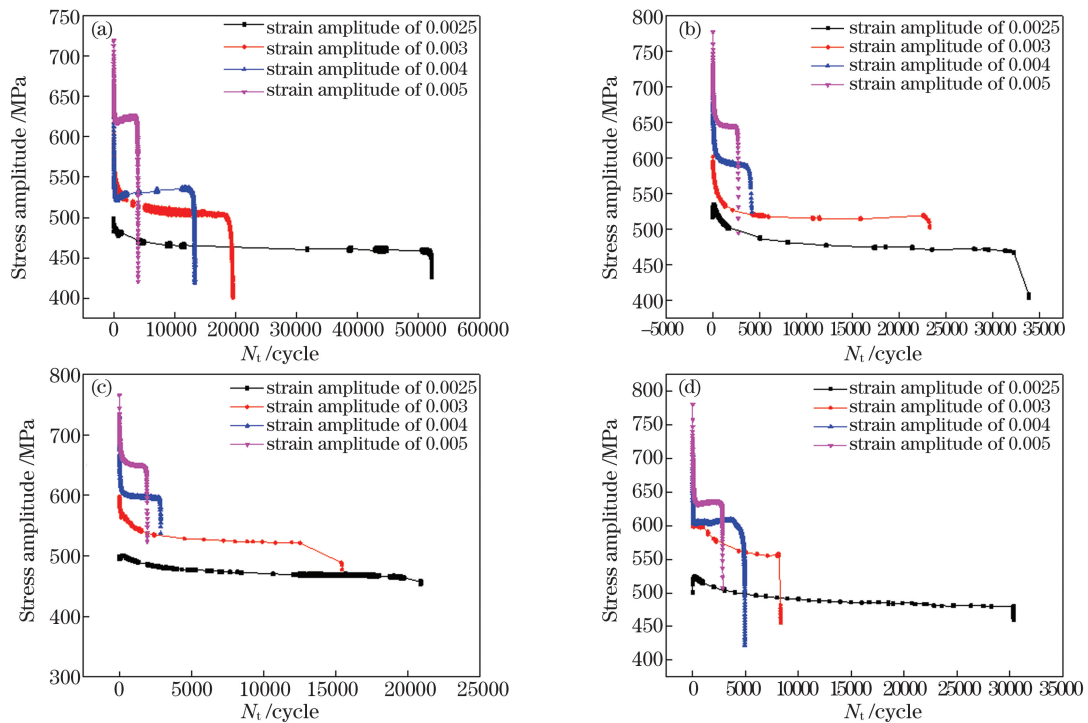 (a)
strain amplitude of 0.0025
strain amplitude of 0.003
strain amplitude of 0.004
strain amplitude of 0.005
750
700
650
600
550
500
450
400
Stress amplitude /MPa
0 10000 20000 30000 40000 50000 60000
Nt /cycle
(b)
strain amplitude of 0.0025
strain amplitude of 0.003
strain amplitude of 0.004
strain amplitude of 0.005
800
750
700
650
600
550
500
450
400
Stress amplitude /MPa
−5000 0 5000 10000 15000 20000 25000 30000 35000
Nt /cycle
(c)
strain amplitude of 0.0025
strain amplitude of 0.003
strain amplitude of 0.004
strain amplitude of 0.005
800
700
600
500
400
300
Stress amplitude /MPa
0 5000 10000 15000 20000 25000
Nt /cycle
(d)
strain amplitude of 0.0025
strain amplitude of 0.003
strain amplitude of 0.004
strain amplitude of 0.005
800
750
700
650
600
550
500
450
400
Stress amplitude /MPa
0 5000 10000 15000 20000 25000 30000 35000
Nt /cycle